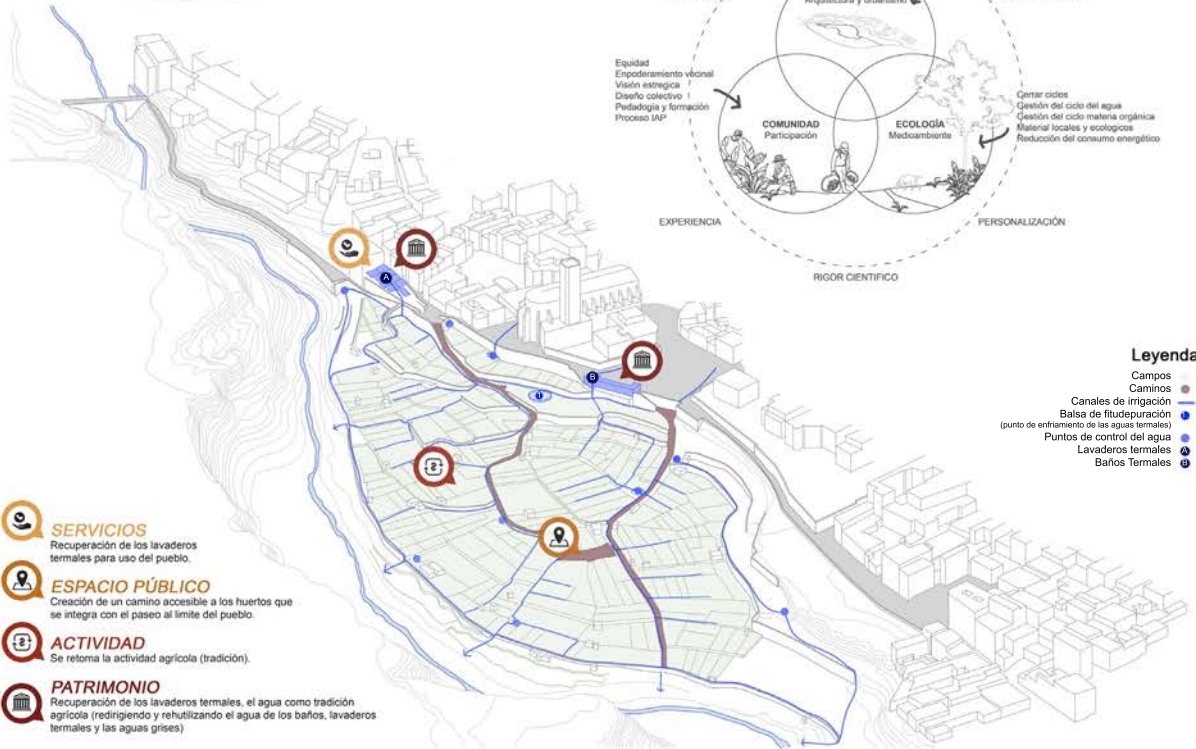 Arquitectura y urbanismo
Equidad
Enpoderamiento vecinal
Visión estregica
Diseño colectivo
Pedadogia y formación
Proceso IAP
COMUNIDAD
Participación
ECOLOGÍA
Medioambiente
Cerrar ciclos
Gestión del ciclo del agua
Gestión del ciclo materia orgánica
Material locales y ecologicos
Reducción del consumo energético
EXPERIENCIA
PERSONALIZACIÓN
RIGOR CIENTIFICO
A
B
1
Leyenda
Campos
Caminos
Canales de irrigación
Balsa de fitudepuración
(punto de enfriamiento de las aguas termales)
Puntos de control del agua
Lavaderos termales A
Baños Termales B
SERVICIOS
Recuperación de los lavaderos
termales para uso del pueblo.
ESPACIO PÚBLICO
Creación de un camino accesible a los huertos que
se integra con el paseo al limite del pueblo.
ACTIVIDAD
Se retoma la actividad agrícola (tradición).
PATRIMONIO
Recuperación de los lavaderos termales, el agua como tradición
agrícola (redirigiendo y rehutilizando el agua de los baños, lavaderos
termales y las aguas grises)